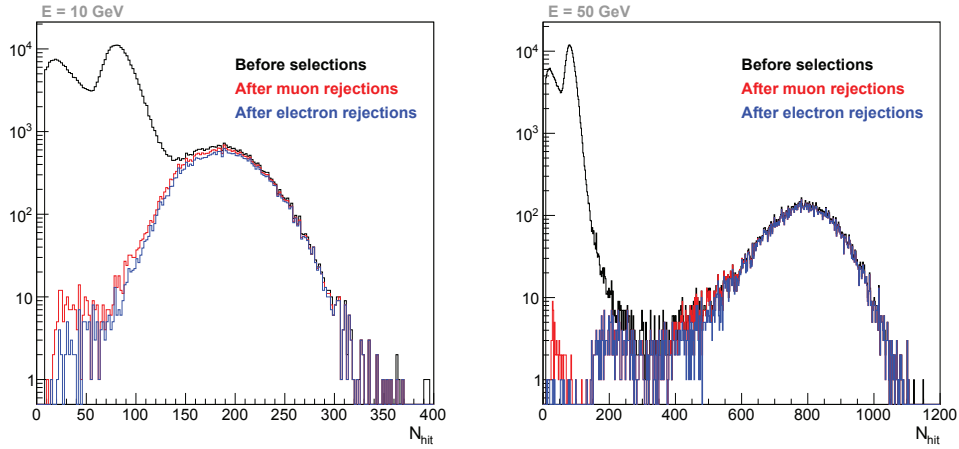 E = 10 GeV
10⁴
10³
10²
10
1
0 50 100 150 200 250 300 350 400
N_hit
Before selections
After muon rejections
After electron rejections
E = 50 GeV
10⁴
10³
10²
10
1
0 200 400 600 800 1000 1200
N_hit
Before selections
After muon rejections
After electron rejections